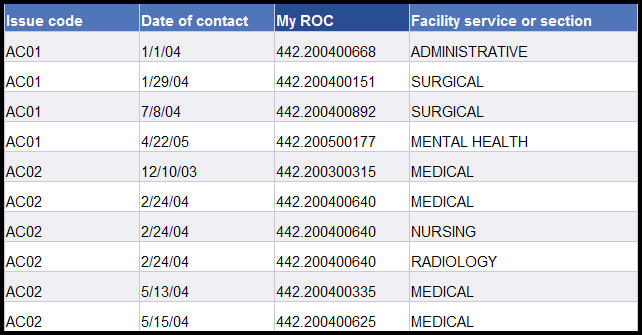 Issue code Date of contact My ROC Facility service or section
AC01 1/1/04 442.200400668 ADMINISTRATIVE
AC01 1/29/04 442.200400151 SURGICAL
AC01 7/8/04 442.200400892 SURGICAL
AC01 4/22/05 442.200500177 MENTAL HEALTH
AC02 12/10/03 442.200300315 MEDICAL
AC02 2/24/04 442.200400640 MEDICAL
AC02 2/24/04 442.200400640 NURSING
AC02 2/24/04 442.200400640 RADIOLOGY
AC02 5/13/04 442.200400335 MEDICAL
AC02 5/15/04 442.200400625 MEDICAL